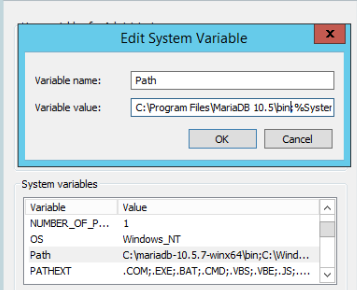 Edit System Variable
x
Variable name:
Path
Variable value:
C:\Program Files\MariaDB 10.5\bin;%Syster
OK
Cancel
System variables
Variable Value
NUMBER_OF_P... 1
OS Windows_NT
Path C:\mariadb-10.5.7-winx64\bin;C:\Wind...
PATHEXT .COM;.EXE;.BAT;.CMD;.VBS;.VBE;.JS;....